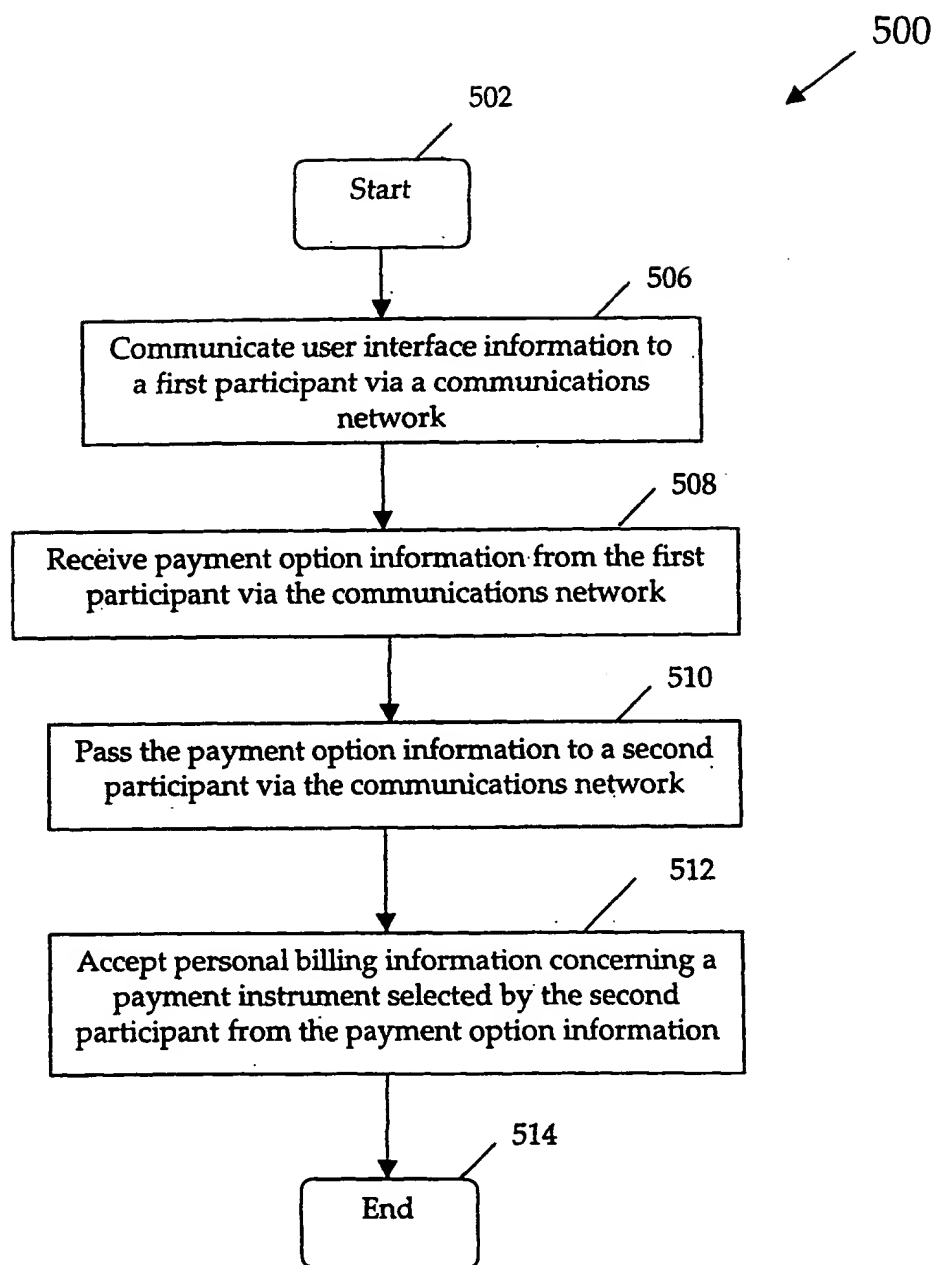 500
502
Start
506
Communicate user interface information to
a first participant via a communications
network
508
Receive payment option information from the first
participant via the communications network
510
Pass the payment option information to a second
participant via the communications network
512
Accept personal billing information concerning a
payment instrument selected by the second
participant from the payment option information
514
End